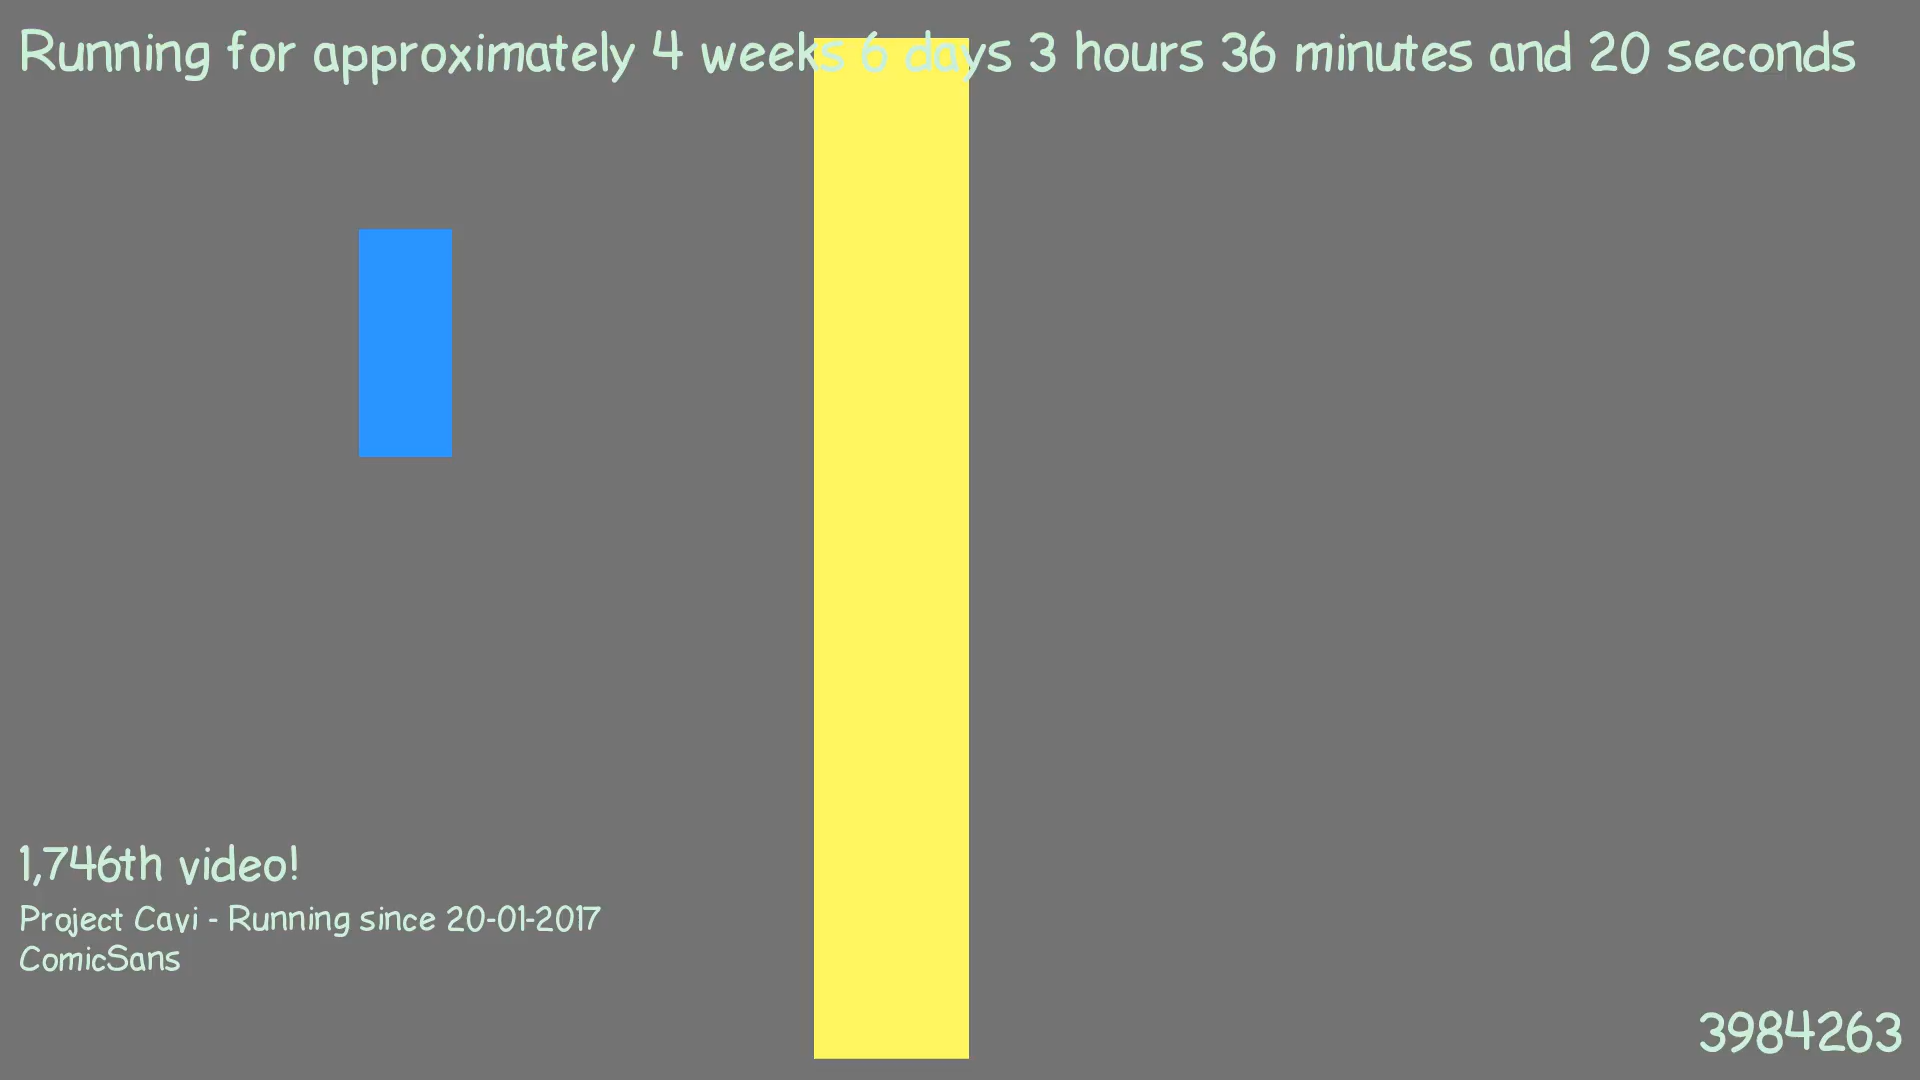 Running for approximately 4 weeks 6 days 3 hours 36 minutes and 20 seconds
1,746th video!
Project Cavi - Running since 20-01-2017
ComicSans
3984263